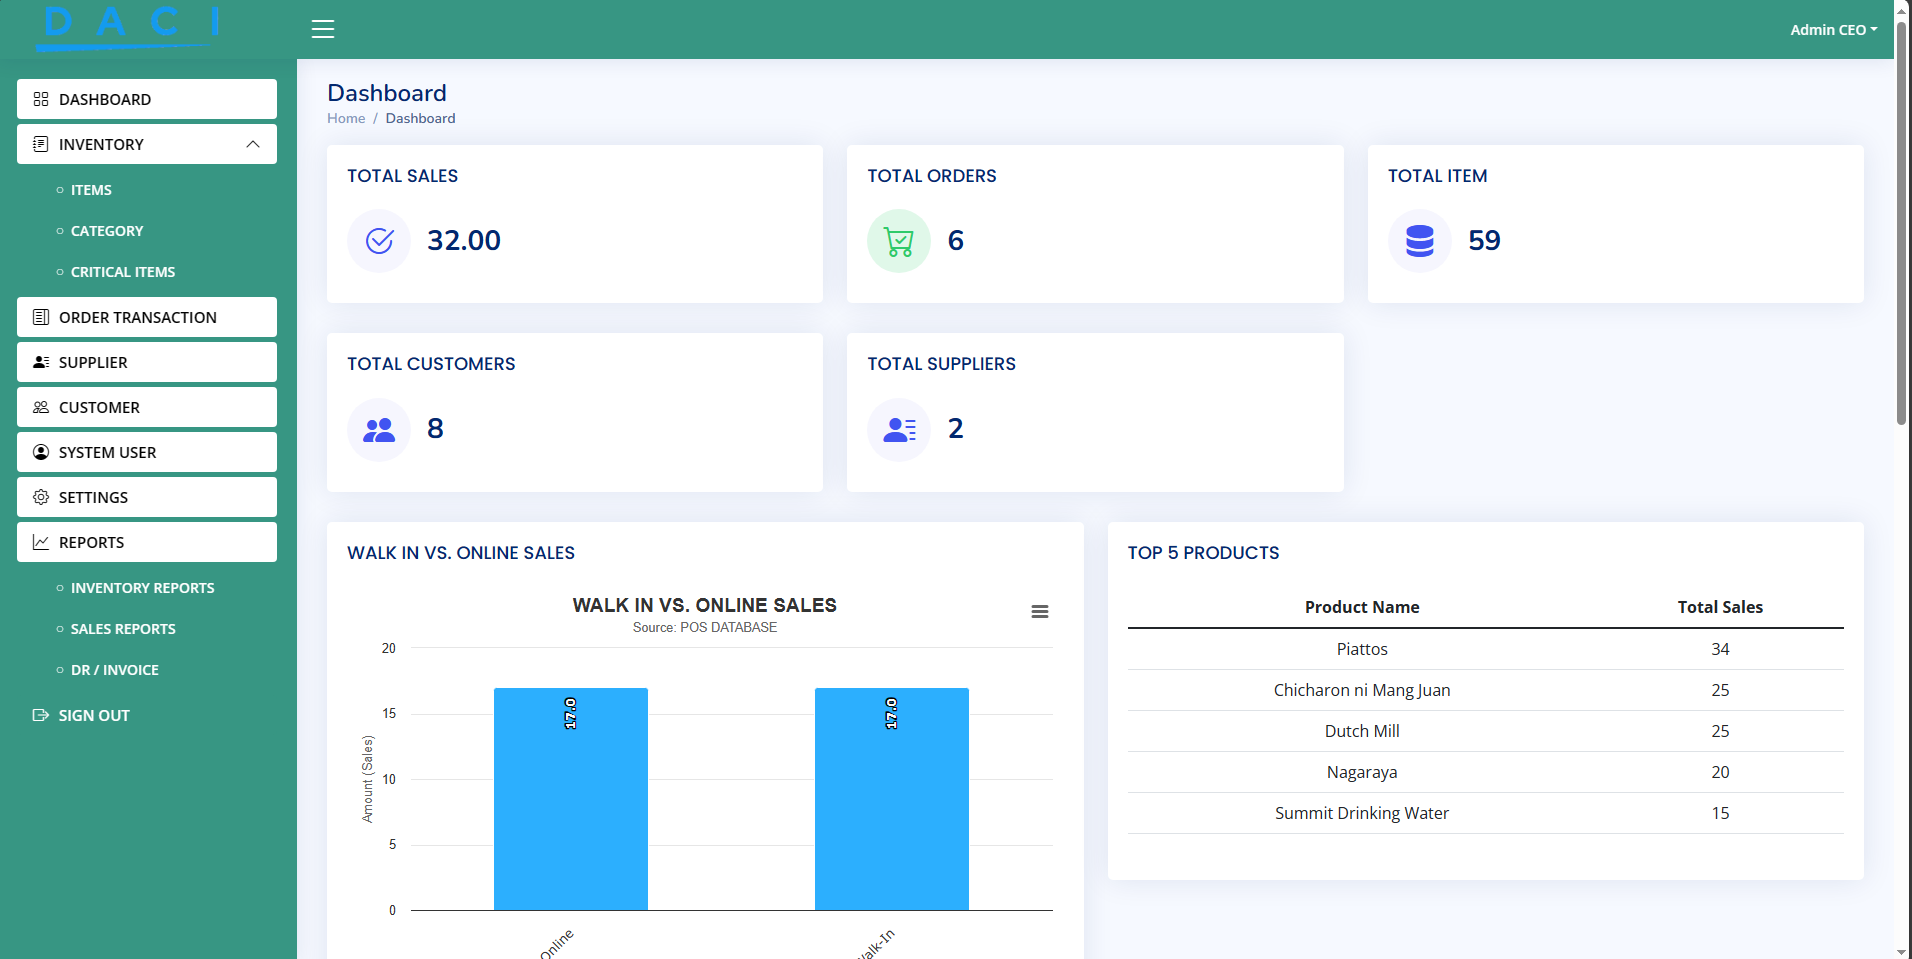 DACI
Admin CEO
DASHBOARD
INVENTORY
ITEMS
CATEGORY
CRITICAL ITEMS
ORDER TRANSACTION
SUPPLIER
CUSTOMER
SYSTEM USER
SETTINGS
REPORTS
INVENTORY REPORTS
SALES REPORTS
DR / INVOICE
SIGN OUT
Dashboard
Home / Dashboard
TOTAL SALES
32.00
TOTAL ORDERS
6
TOTAL ITEM
59
TOTAL CUSTOMERS
8
TOTAL SUPPLIERS
2
WALK IN VS. ONLINE SALES
WALK IN VS. ONLINE SALES
Source: POS DATABASE
Amount (Sales)
20
15
10
5
0
17.0
17.0
Online
Walk-In
TOP 5 PRODUCTS
Product Name Total Sales
Piattos 34
Chicharon ni Mang Juan 25
Dutch Mill 25
Nagaraya 20
Summit Drinking Water 15